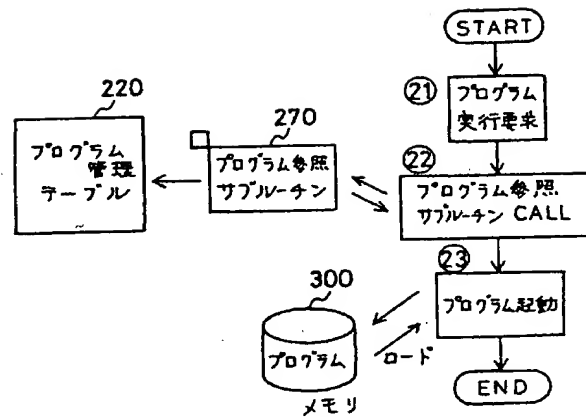 START
220
270
㉑
プログラム
実行要求
プログラム
管理
テーブル
~
プログラム参照
サブルーチン
㉒
プログラム参照
サブルーチン CALL
㉓
プログラム起動
300
プログラム
ロード
メモリ
END